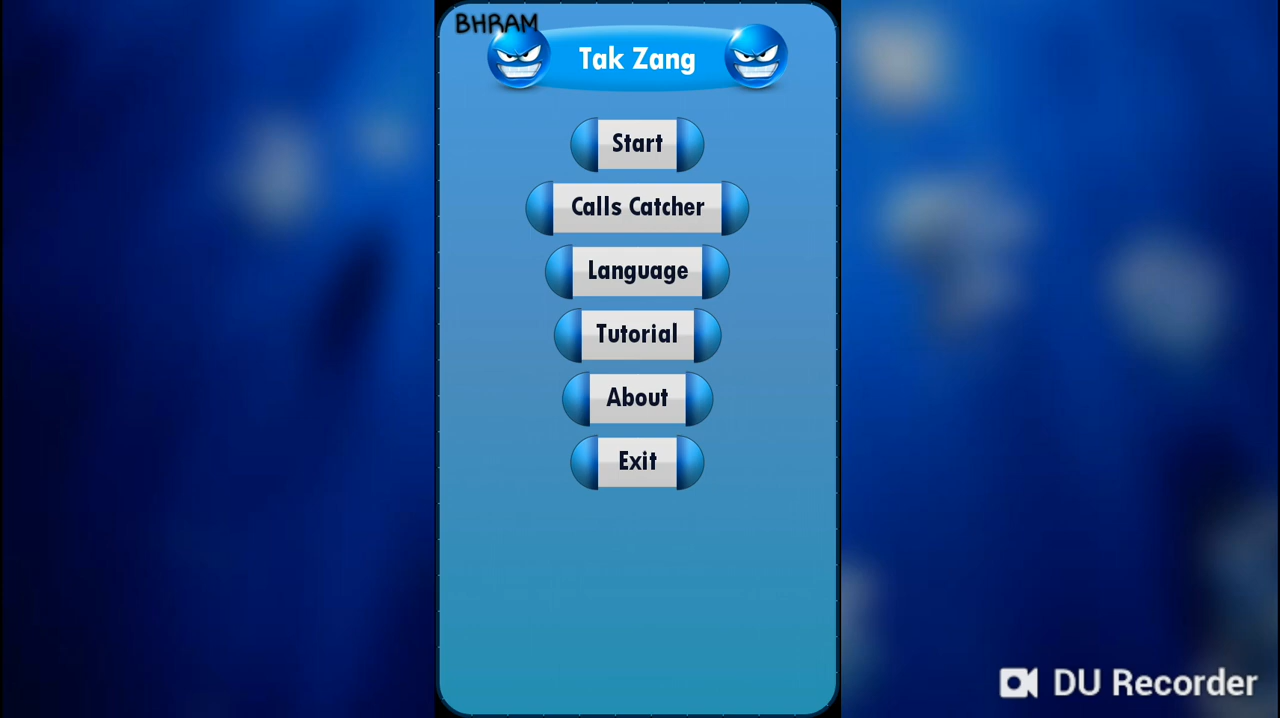 BHRAM
Tak Zang
Start
Calls Catcher
Language
Tutorial
About
Exit
DU Recorder